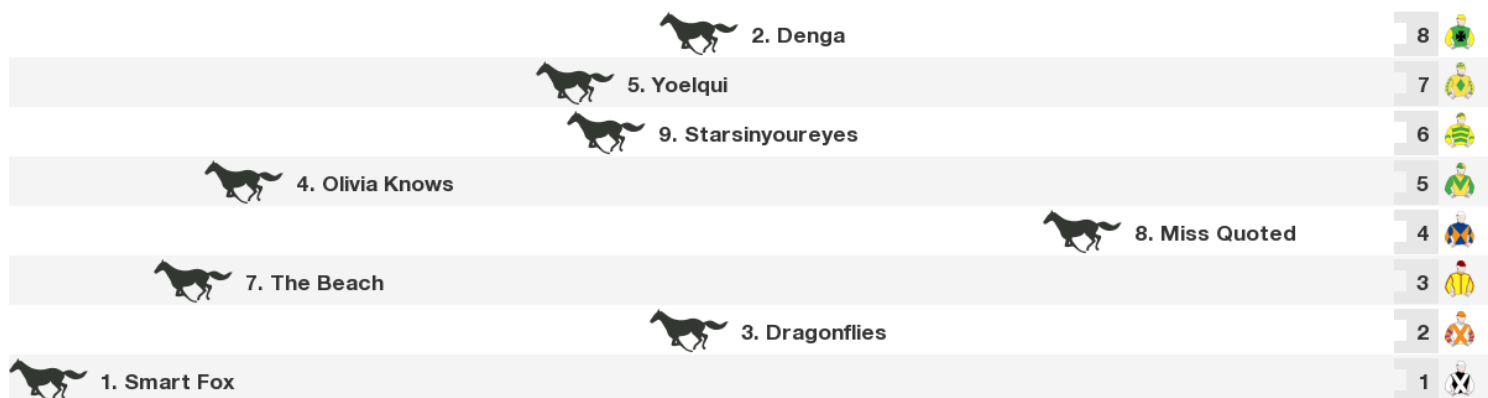 2. Denga 8
5. Yoelqui 7
9. Starsinyoureyes 6
4. Olivia Knows 5
8. Miss Quoted 4
7. The Beach 3
3. Dragonflies 2
1. Smart Fox 1